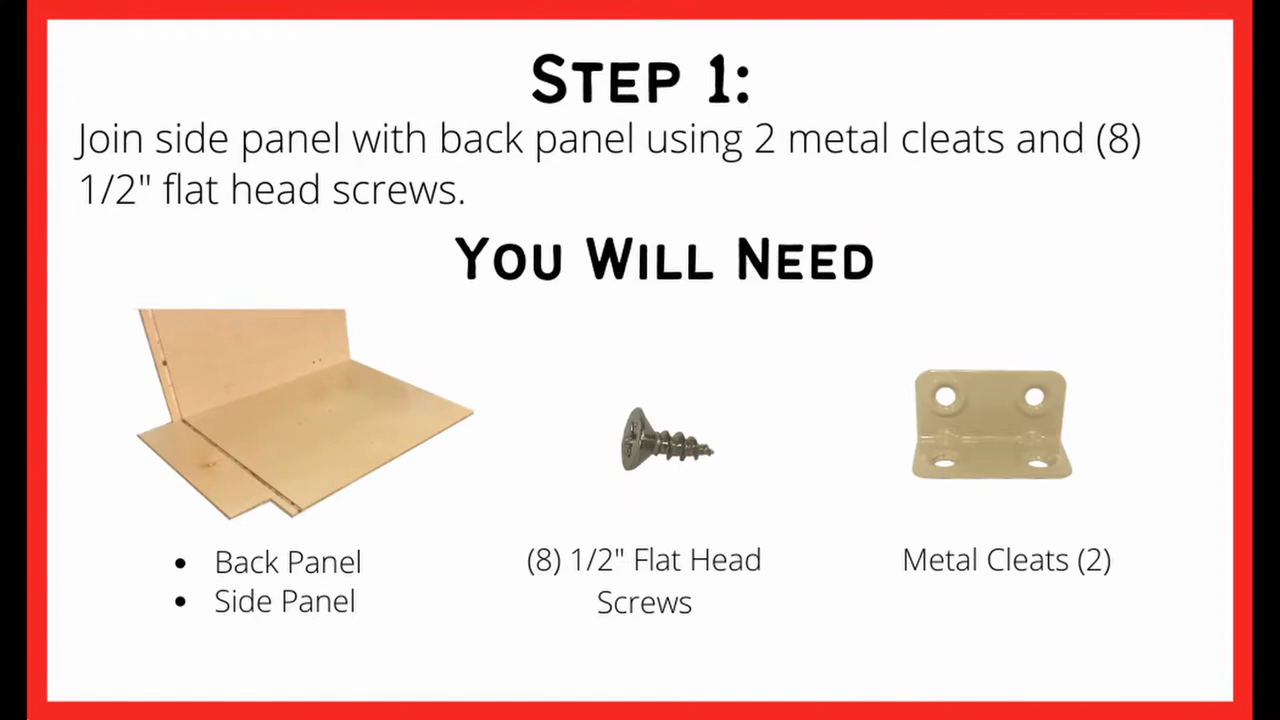 Step 1:
Join side panel with back panel using 2 metal cleats and (8)
1/2" flat head screws.
You Will Need
• Back Panel
• Side Panel
(8) 1/2" Flat Head
Screws
Metal Cleats (2)